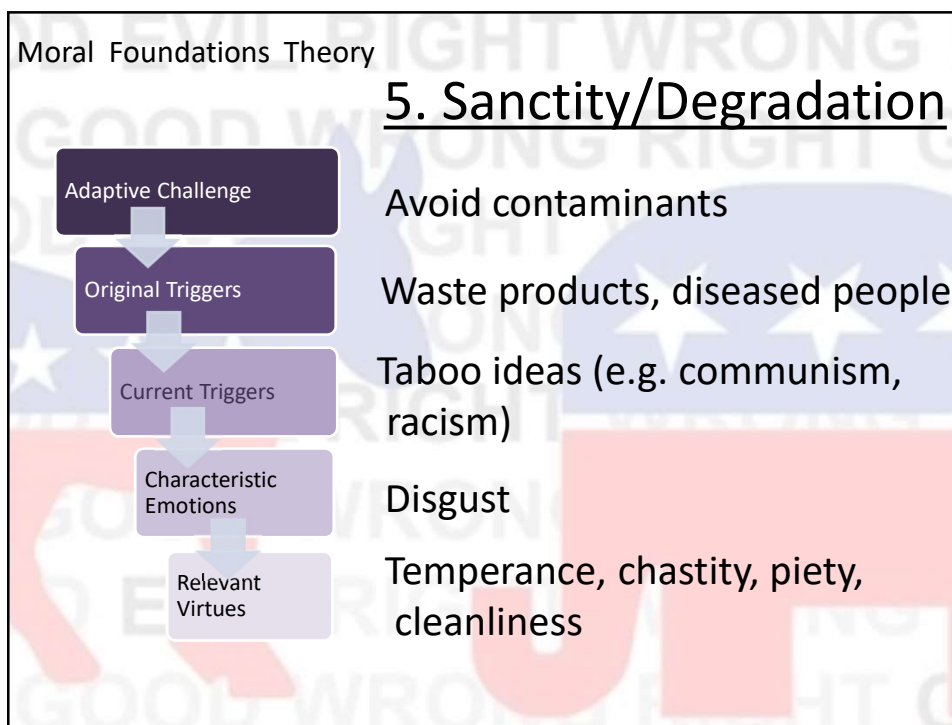 Moral Foundations Theory
5. Sanctity/Degradation
Adaptive Challenge
Avoid contaminants
Original Triggers
Waste products, diseased people
Current Triggers
Taboo ideas (e.g. communism,
racism)
Characteristic
Emotions
Disgust
Relevant
Virtues
Temperance, chastity, piety,
cleanliness